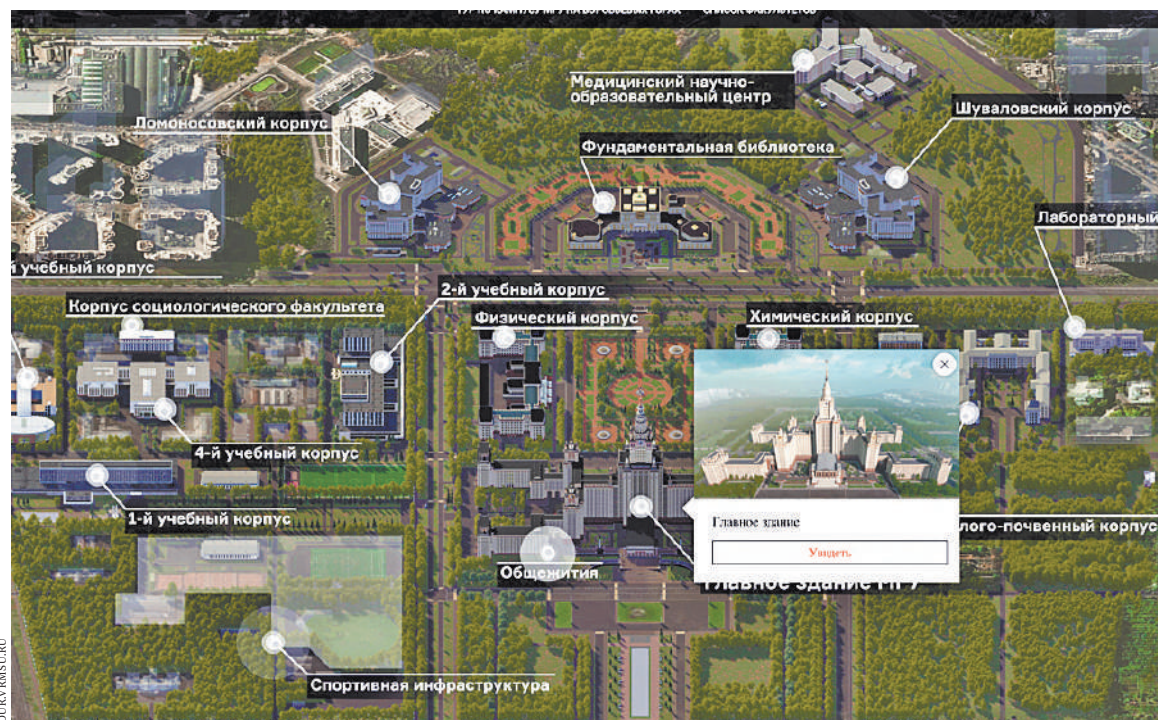 Медицинский научно-
образовательный центр
Шуваловский корпус
Ломоносовский корпус
Фундаментальная библиотека
Лабораторный
й учебный корпус
2-й учебный корпус
Корпус социологического факультета
Физический корпус
Химический корпус
4-й учебный корпус
1-й учебный корпус
Главное здание
лого-почвенный корпус
Увидеть
Общежития
Главное здание МГУ
Спортивная инфраструктура